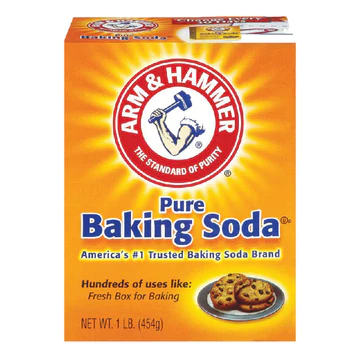 ARM & HAMMER
THE STANDARD OF PURITY
Pure
Baking Soda
America's #1 Trusted Baking Soda Brand
Hundreds of uses like:
Fresh Box for Baking
NET WT. 1 LB. (454g)